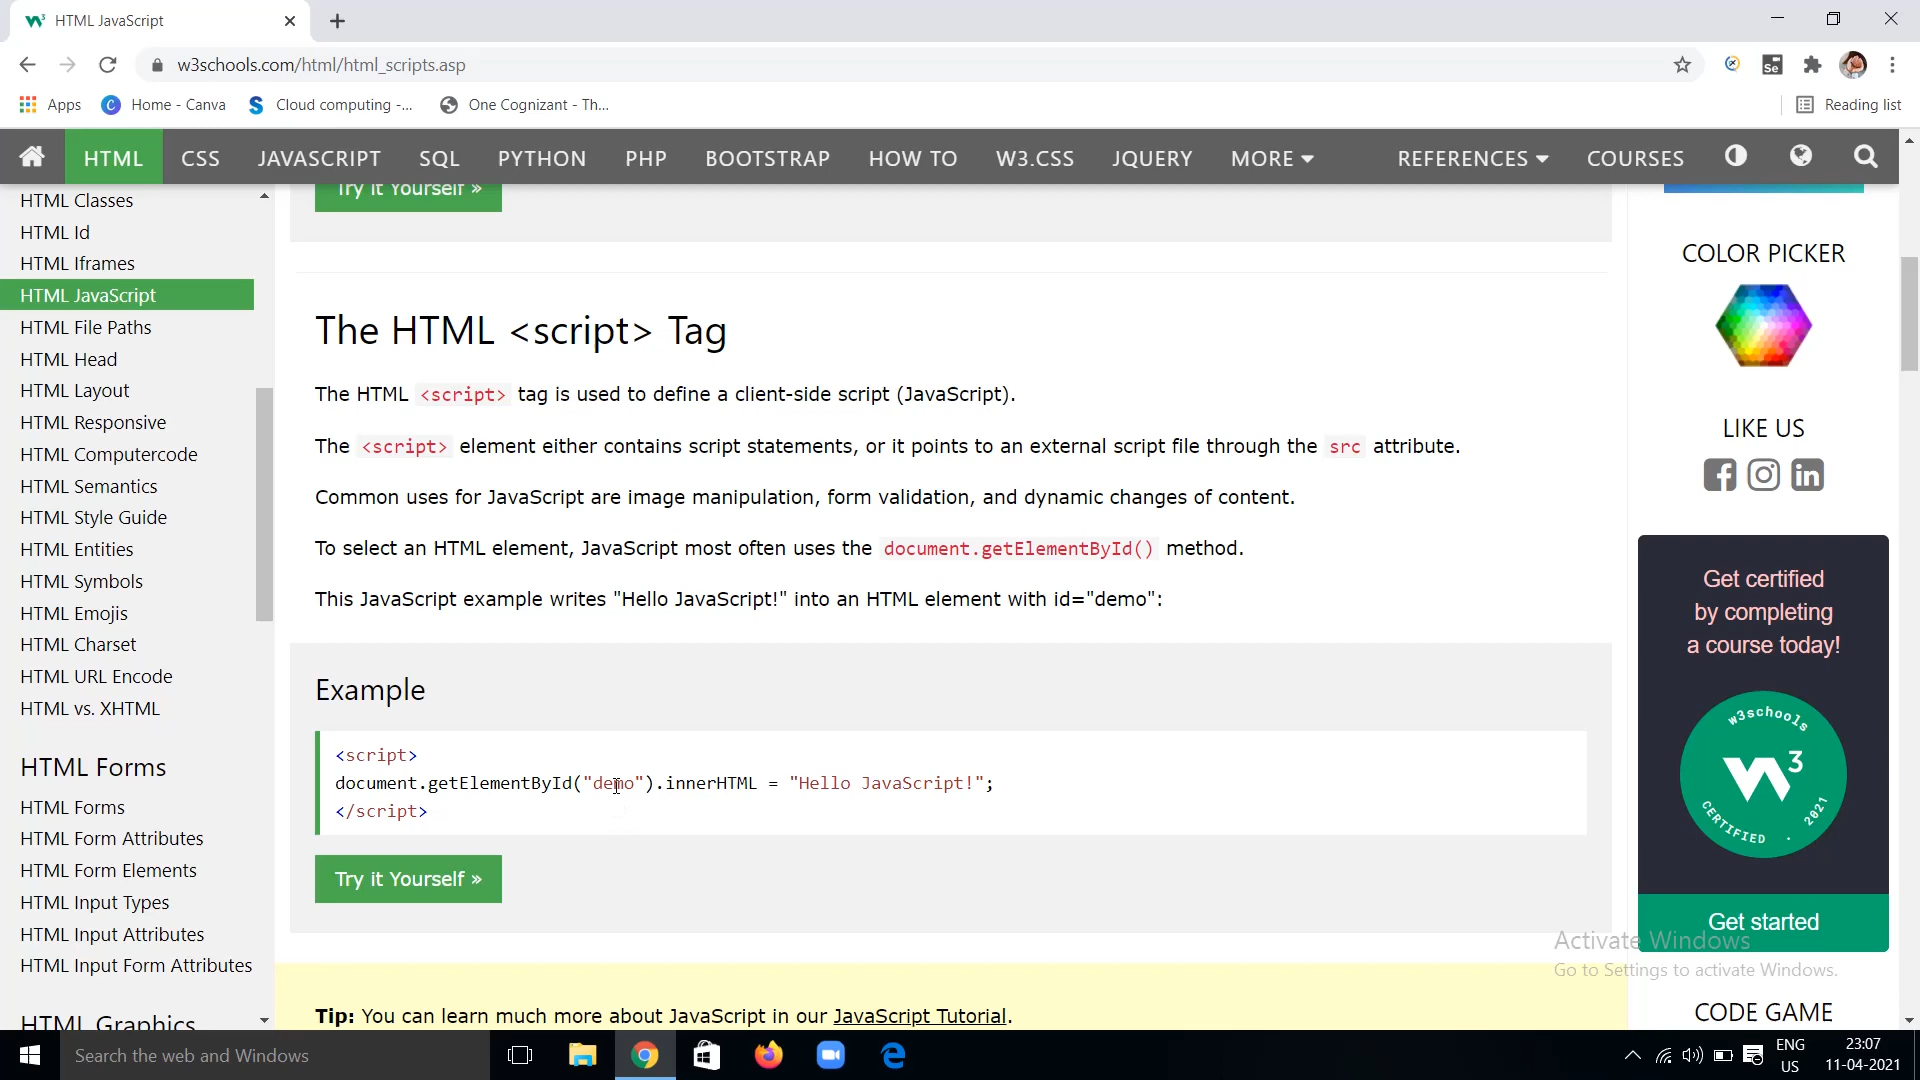 HTML JavaScript
w3schools.com/html/html_scripts.asp
Apps
Home - Canva
Cloud computing -...
One Cognizant - Th...
Reading list
HTML
CSS
JAVASCRIPT
SQL
PYTHON
PHP
BOOTSTRAP
HOW TO
W3.CSS
JQUERY
MORE
REFERENCES
COURSES
HTML Classes
HTML Id
HTML Iframes
HTML JavaScript
HTML File Paths
HTML Head
HTML Layout
HTML Responsive
HTML Computercode
HTML Semantics
HTML Style Guide
HTML Entities
HTML Symbols
HTML Emojis
HTML Charset
HTML URL Encode
HTML vs. XHTML
HTML Forms
HTML Forms
HTML Form Attributes
HTML Form Elements
HTML Input Types
HTML Input Attributes
HTML Input Form Attributes
HTML Graphics
Try it Yourself »
The HTML <script> Tag
The HTML <script> tag is used to define a client-side script (JavaScript).
The <script> element either contains script statements, or it points to an external script file through the src attribute.
Common uses for JavaScript are image manipulation, form validation, and dynamic changes of content.
To select an HTML element, JavaScript most often uses the document.getElementById() method.
This JavaScript example writes "Hello JavaScript!" into an HTML element with id="demo":
Example
<script>
document.getElementById("demo").innerHTML = "Hello JavaScript!";
</script>
Try it Yourself »
Tip: You can learn much more about JavaScript in our JavaScript Tutorial.
COLOR PICKER
LIKE US
Get certified
by completing
a course today!
w3schools
W3
CERTIFIED . 2021
Get started
Activate Windows
Go to Settings to activate Windows.
CODE GAME
Se
Search the web and Windows
ENG
US
23:07
11-04-2021